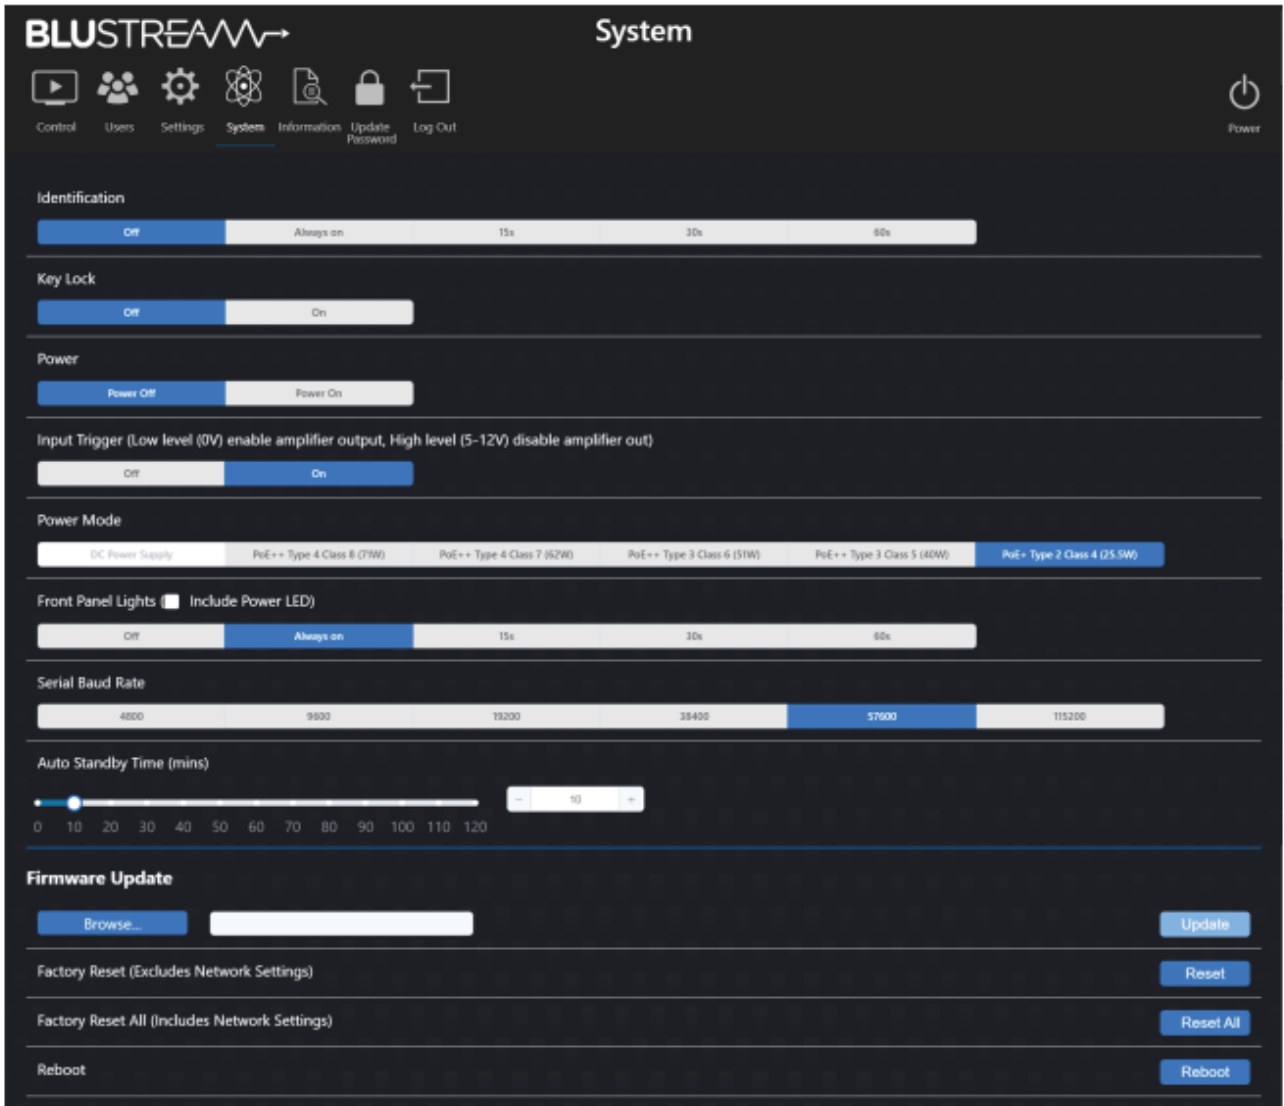 BLUSTREAM
System
Control Users Settings System Information Update Password Log Out
Power
Identification
Off Always on 15s 30s 60s
Key Lock
Off On
Power
Power Off Power On
Input Trigger (Low level (0V) enable amplifier output, High level (5-12V) disable amplifier out)
Off On
Power Mode
DC Power Supply PoE++ Type 4 Class 8 (71W) PoE++ Type 4 Class 7 (62W) PoE++ Type 3 Class 6 (51W) PoE++ Type 3 Class 5 (40W) PoE+ Type 2 Class 4 (25.5W)
Front Panel Lights ( Include Power LED)
Off Always on 15s 30s 60s
Serial Baud Rate
4800 9600 19200 38400 57600 115200
Auto Standby Time (mins)
− 10 +
0 10 20 30 40 50 60 70 80 90 100 110 120
Firmware Update
Browse... Update
Factory Reset (Excludes Network Settings) Reset
Factory Reset All (Includes Network Settings) Reset All
Reboot Reboot